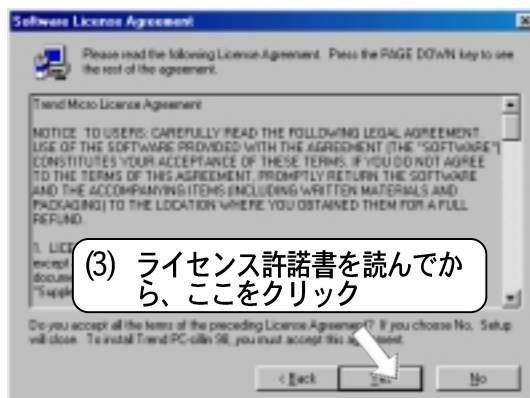 Software License Agreement
Please read the following License Agreement. Press the PAGE DOWN key to see
the rest of the agreement.
Trend Micro License Agreement
NOTICE TO USERS: CAREFULLY READ THE FOLLOWING LEGAL AGREEMENT.
USE OF THE SOFTWARE PROVIDED WITH THE AGREEMENT (THE "SOFTWARE")
CONSTITUTES YOUR ACCEPTANCE OF THESE TERMS. IF YOU DO NOT AGREE
TO THE TERMS OF THIS AGREEMENT, PROMPTLY RETURN THE SOFTWARE
AND THE ACCOMPANYING ITEMS (INCLUDING WRITTEN MATERIALS AND
PACKAGING) TO THE LOCATION WHERE YOU OBTAINED THEM FOR A FULL
REFUND.
1. LICE
except
docume
"Supple
(3) ライセンス許諾書を読んでか
ら、ここをクリック
Do you accept all the terms of the preceding License Agreement? If you choose No, Setup
will close. To install Trend PC-cillin 98, you must accept this agreement.
< Back
Yes
No